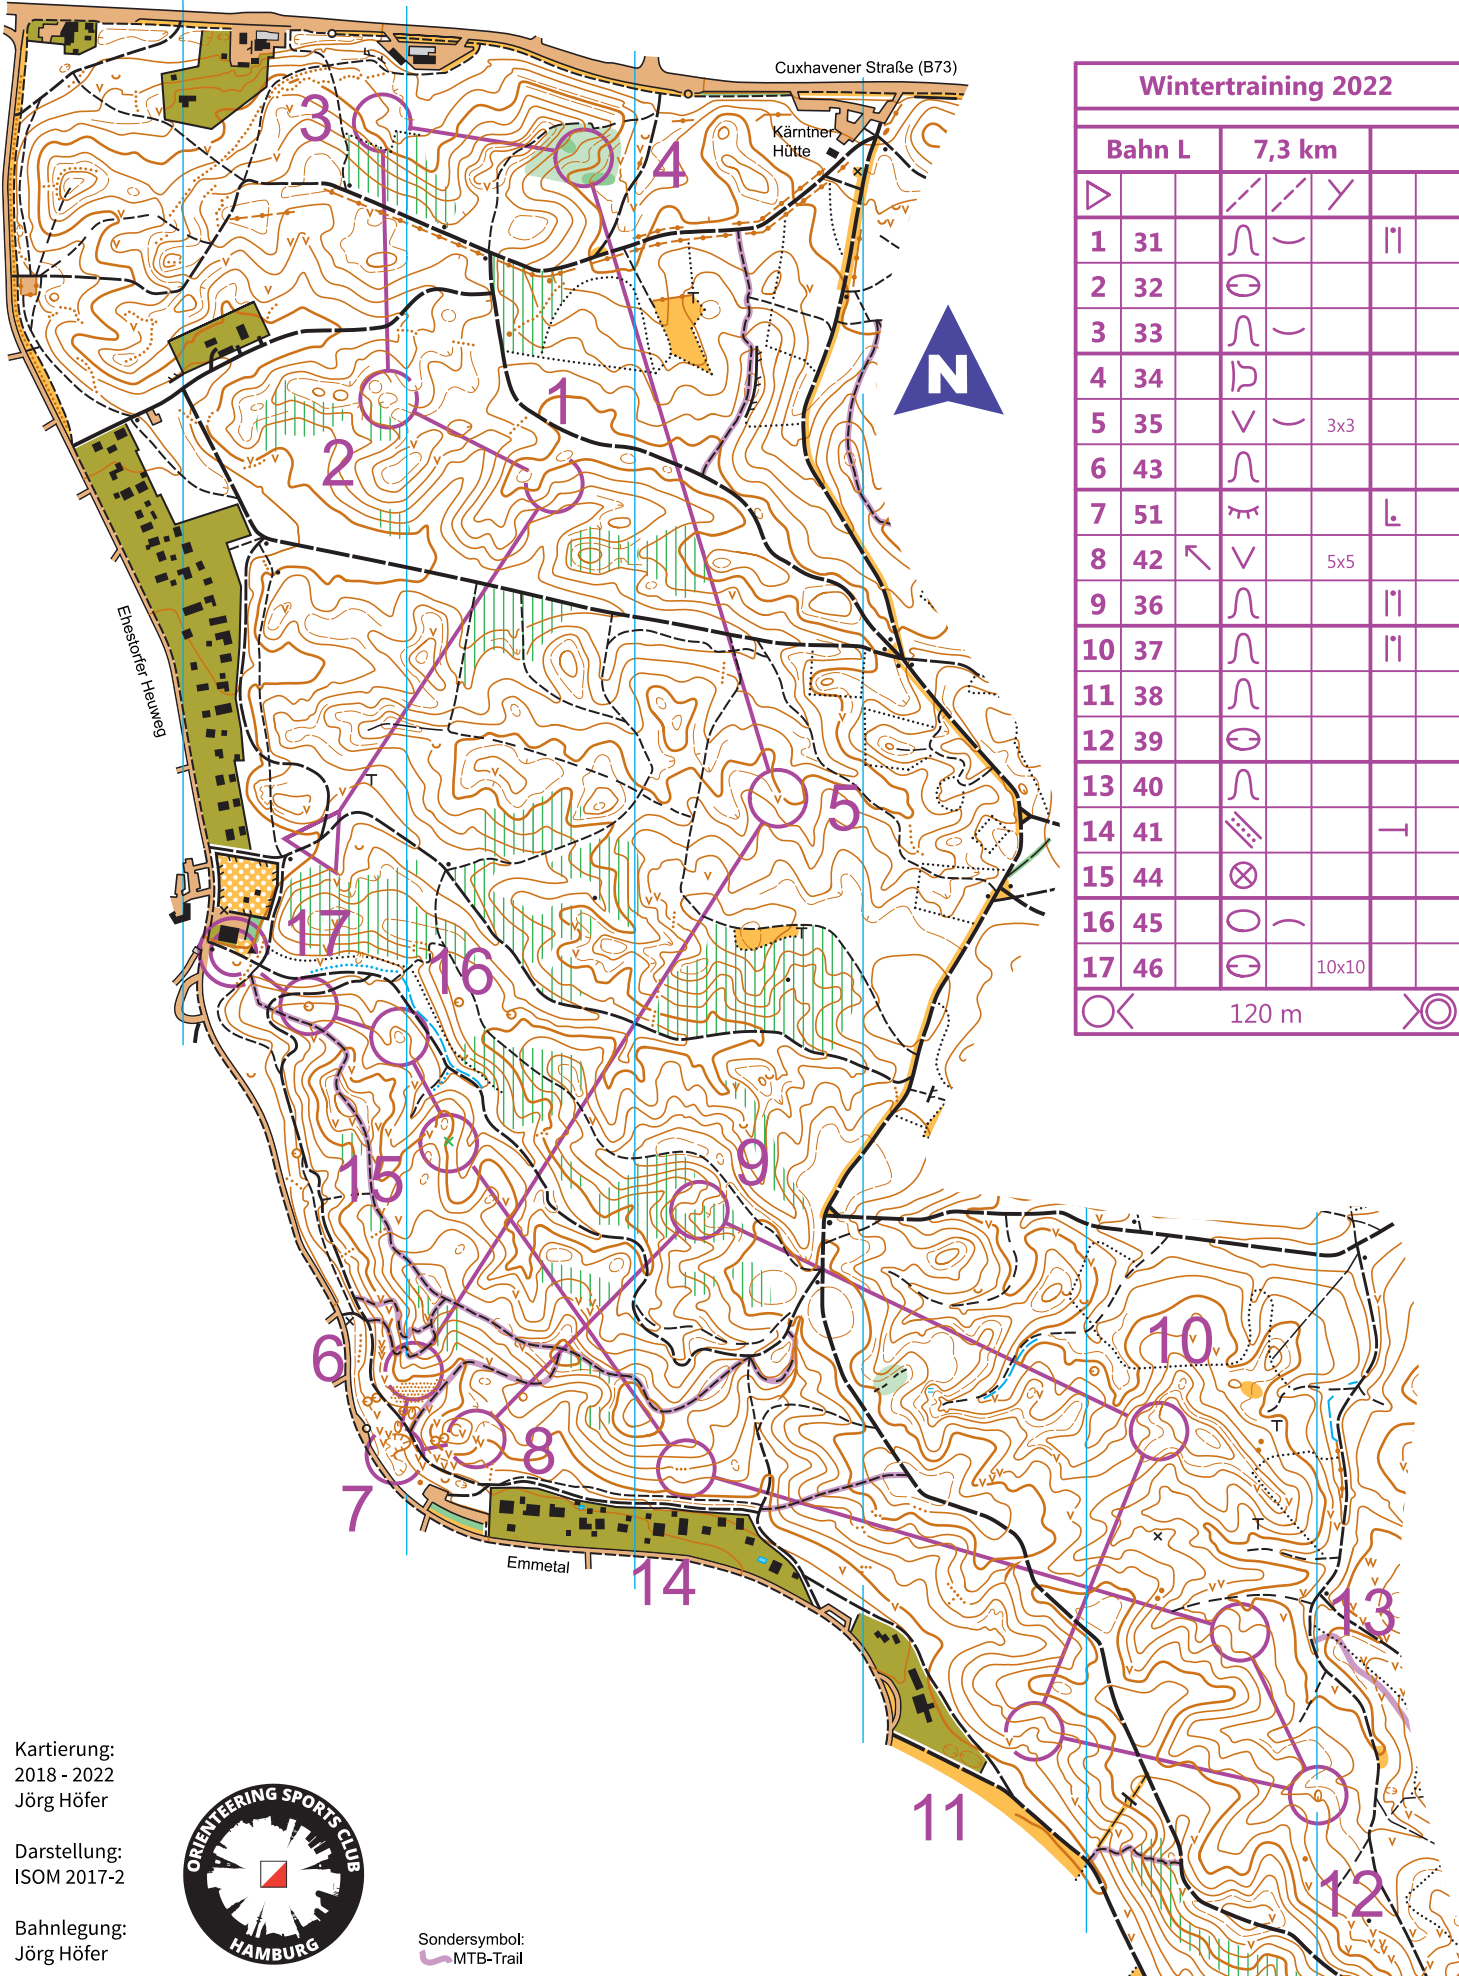 Cuxhavener Straße (B73)
Kärntner
Hütte
Ehestorfer Heuweg
Emmetal
3
4
1
2
5
17
16
15
9
6
10
8
7
14
13
11
12
N
Wintertraining 2022
Bahn L 7,3 km
1 31
2 32
3 33
4 34
5 35 3x3
6 43
7 51
8 42 5x5
9 36
10 37
11 38
12 39
13 40
14 41
15 44
16 45
17 46 10x10
120 m
Kartierung:
2018 - 2022
Jörg Höfer
Darstellung:
ISOM 2017-2
Bahnlegung:
Jörg Höfer
ORIENTEERING SPORTS CLUB
HAMBURG
Sondersymbol:
MTB-Trail